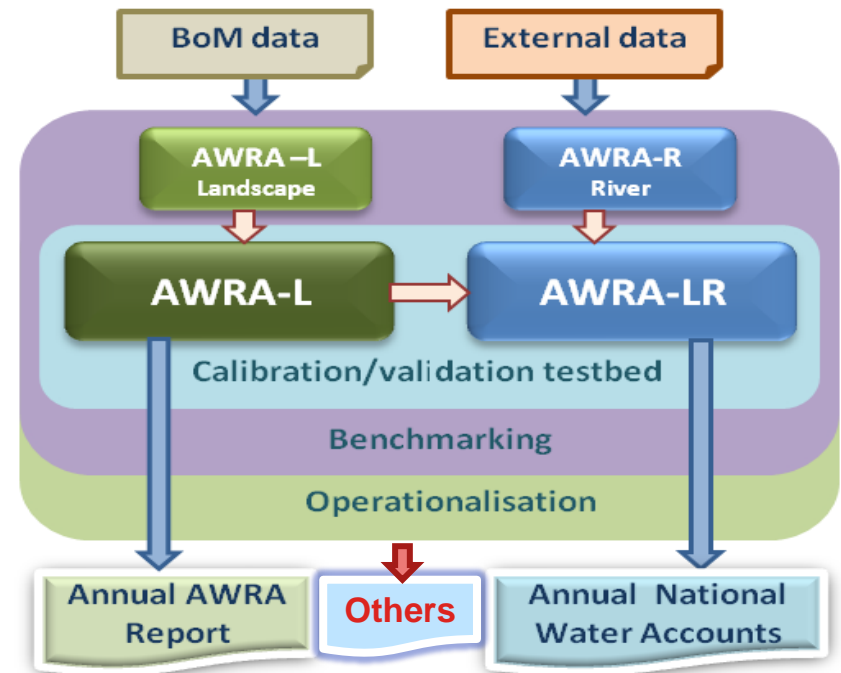 BoM data
External data
AWRA –L
Landscape
AWRA-R
River
AWRA-L
AWRA-LR
Calibration/validation testbed
Benchmarking
Operationalisation
Annual AWRA
Report
Others
Annual National
Water Accounts